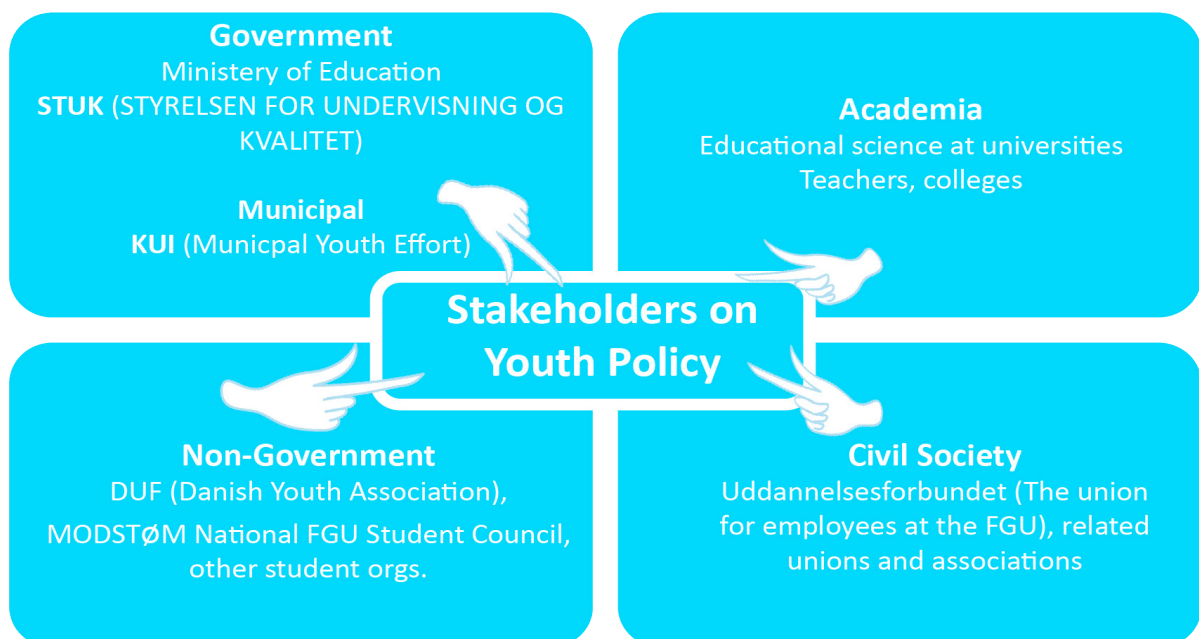 Government
Ministery of Education
STUK (STYRELSEN FOR UNDERVISNING OG
KVALITET)
Municipal
KUI (Municpal Youth Effort)
Academia
Educational science at universities
Teachers, colleges
Stakeholders on
Youth Policy
Non-Government
DUF (Danish Youth Association),
MODSTØM National FGU Student Council,
other student orgs.
Civil Society
Uddannelsesforbundet (The union
for employees at the FGU), related
unions and associations